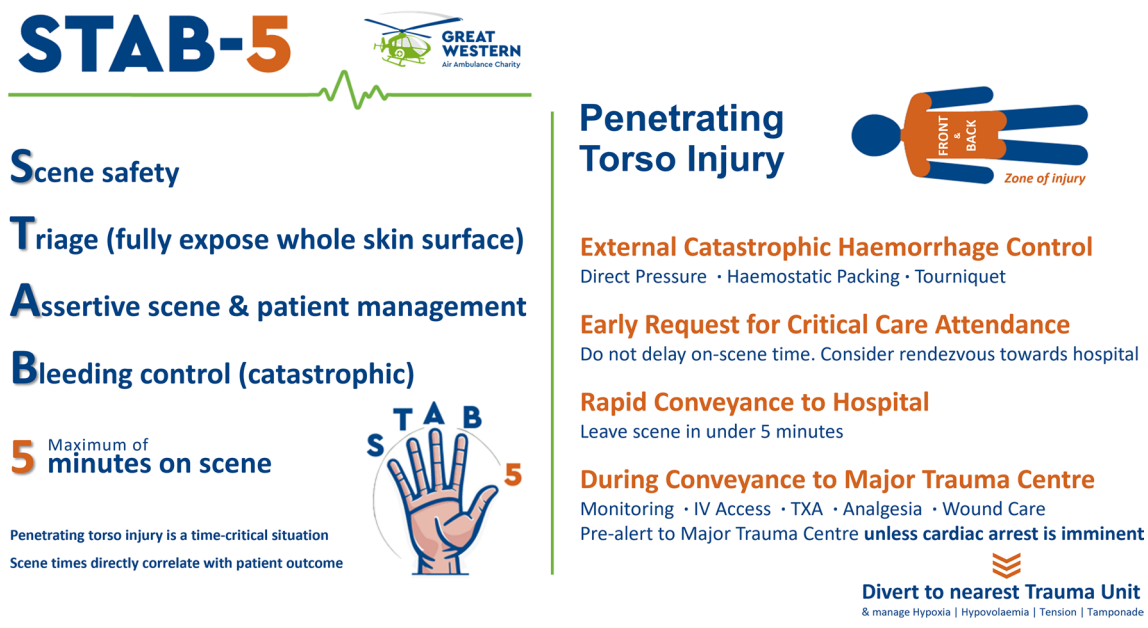 STAB-5
GREAT
WESTERN
Air Ambulance Charity
Scene safety
Triage (fully expose whole skin surface)
Assertive scene & patient management
Bleeding control (catastrophic)
5 Maximum of
minutes on scene
S T A B 5
Penetrating torso injury is a time-critical situation
Scene times directly correlate with patient outcome
Penetrating
Torso Injury
FRONT
&
BACK
Zone of injury
External Catastrophic Haemorrhage Control
Direct Pressure · Haemostatic Packing · Tourniquet
Early Request for Critical Care Attendance
Do not delay on-scene time. Consider rendezvous towards hospital
Rapid Conveyance to Hospital
Leave scene in under 5 minutes
During Conveyance to Major Trauma Centre
Monitoring · IV Access · TXA · Analgesia · Wound Care
Pre-alert to Major Trauma Centre unless cardiac arrest is imminent
Divert to nearest Trauma Unit
& manage Hypoxia | Hypovolaemia | Tension | Tamponade